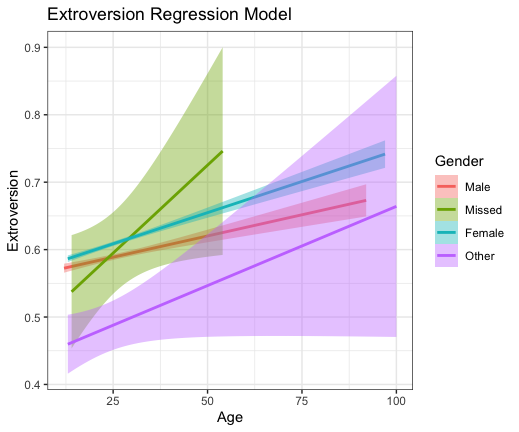 Extroversion Regression Model
0.9
0.8
0.7
0.6
0.5
0.4
Extroversion
25
50
75
100
Age
Gender
Male
Missed
Female
Other